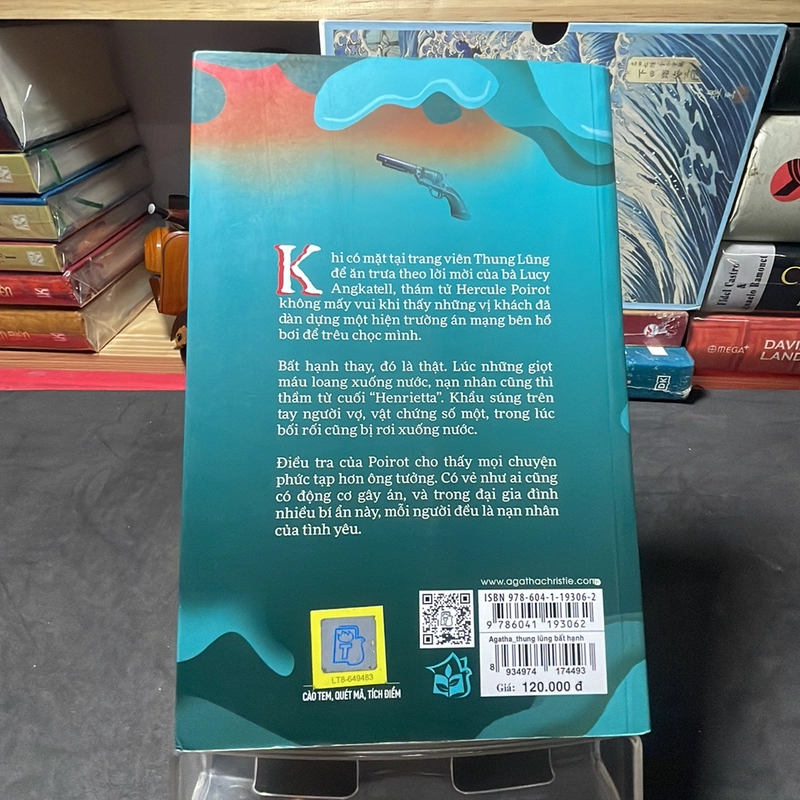 Khi có mặt tại trang viên Thung Lũng
để ăn trưa theo lời mời của bà Lucy
Angkatell, thám tử Hercule Poirot
không mấy vui khi thấy những vị khách đã
dàn dựng một hiện trường án mạng bên hồ
bơi để trêu chọc mình.
Bất hạnh thay, đó là thật. Lúc những giọt
máu loang xuống nước, nạn nhân cũng thì
thầm từ cuối “Henrietta”. Khẩu súng trên
tay người vợ, vật chứng số một, trong lúc
bối rối cũng bị rơi xuống nước.
Điều tra của Poirot cho thấy mọi chuyện
phức tạp hơn ông tưởng. Có vẻ như ai cũng
có động cơ gây án, và trong đại gia đình
nhiều bí ẩn này, mỗi người đều là nạn nhân
của tình yêu.
www.agathachristie.com
ISBN 978-604-1-19306-2
9 786041 193062
Agatha_thung lũng bất hạnh
8 934974 174493
Giá: 120.000 đ
LT8-649483
CÀO TEM, QUÉT MÃ, TÍCH ĐIỂM
Fidel Castro
&
OMEGA+
DAVID
LAND
DK